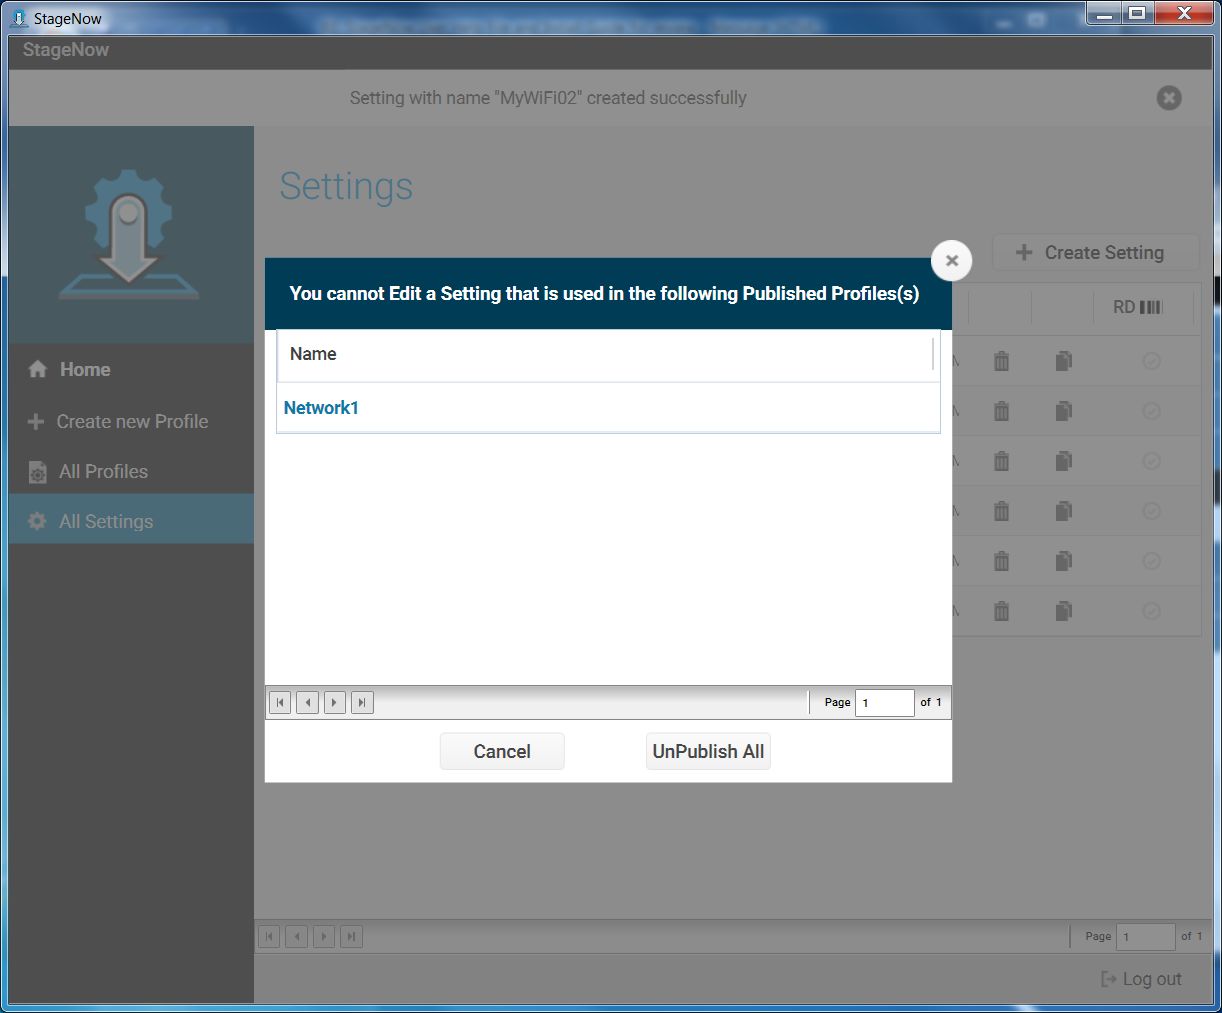 StageNow
StageNow
Setting with name "MyWiFi02" created successfully
Settings
Create Setting
You cannot Edit a Setting that is used in the following Published Profiles(s)
RD
Name
Home
Network1
Create new Profile
All Profiles
All Settings
Page 1 of 1
Cancel
UnPublish All
Page 1 of 1
Log out